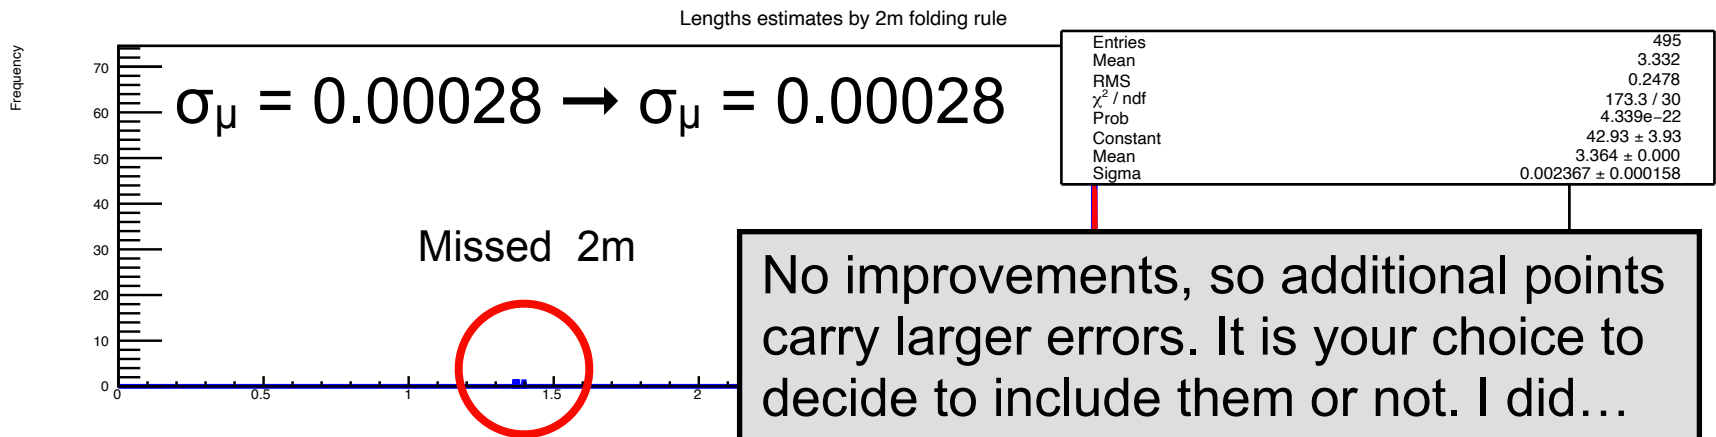 Lengths estimates by 2m folding rule
Frequency
Entries 495
Mean 3.332
RMS 0.2478
χ² / ndf 173.3 / 30
Prob 4.339e−22
Constant 42.93 ± 3.93
Mean 3.364 ± 0.000
Sigma 0.002367 ± 0.000158
σμ = 0.00028 → σμ = 0.00028
70
60
50
40
30
20
10
0
Missed 2m
0 0.5 1 1.5 2
No improvements, so additional points
carry larger errors. It is your choice to
decide to include them or not. I did…